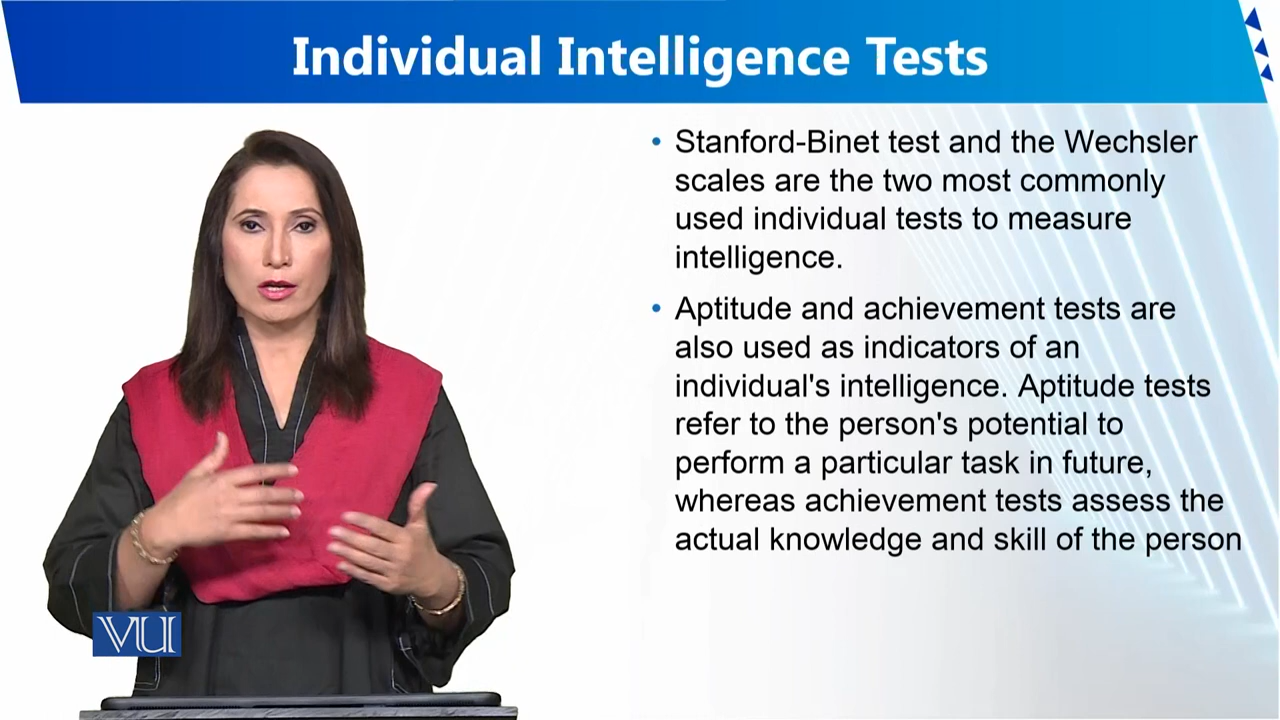 Individual Intelligence Tests
• Stanford-Binet test and the Wechsler
scales are the two most commonly
used individual tests to measure
intelligence.
• Aptitude and achievement tests are
also used as indicators of an
individual's intelligence. Aptitude tests
refer to the person's potential to
perform a particular task in future,
whereas achievement tests assess the
actual knowledge and skill of the person
VU